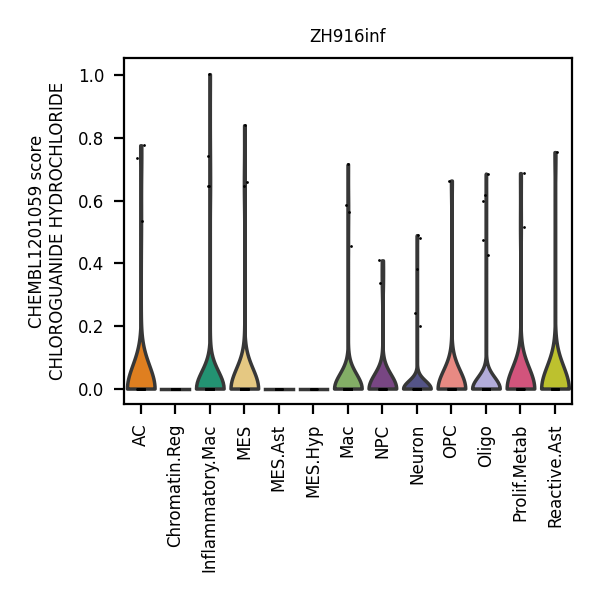 ZH916inf
CHEMBL1201059 score
CHLOROGUANIDE HYDROCHLORIDE
1.0
0.8
0.6
0.4
0.2
0.0
AC
Chromatin.Reg
Inflammatory.Mac
MES
MES.Ast
MES.Hyp
Mac
NPC
Neuron
OPC
Oligo
Prolif.Metab
Reactive.Ast